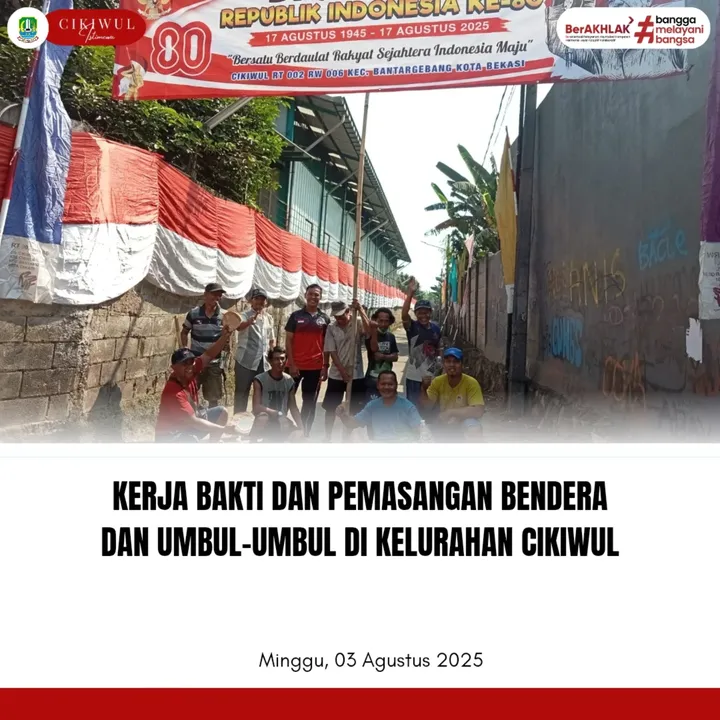 CIKIWUL
Istimewa
BerAKHLAK
#bangga
melayani
bangsa
REPUBLIK INDONESIA KE-80
17 AGUSTUS 1945 - 17 AGUSTUS 2025
80
"Bersatu Berdaulat Rakyat Sejahtera Indonesia Maju"
CIKIWUL RT 002 RW 006 KEC. BANTARGEBANG KOTA BEKASI
KERJA BAKTI DAN PEMASANGAN BENDERA
DAN UMBUL-UMBUL DI KELURAHAN CIKIWUL
Minggu, 03 Agustus 2025